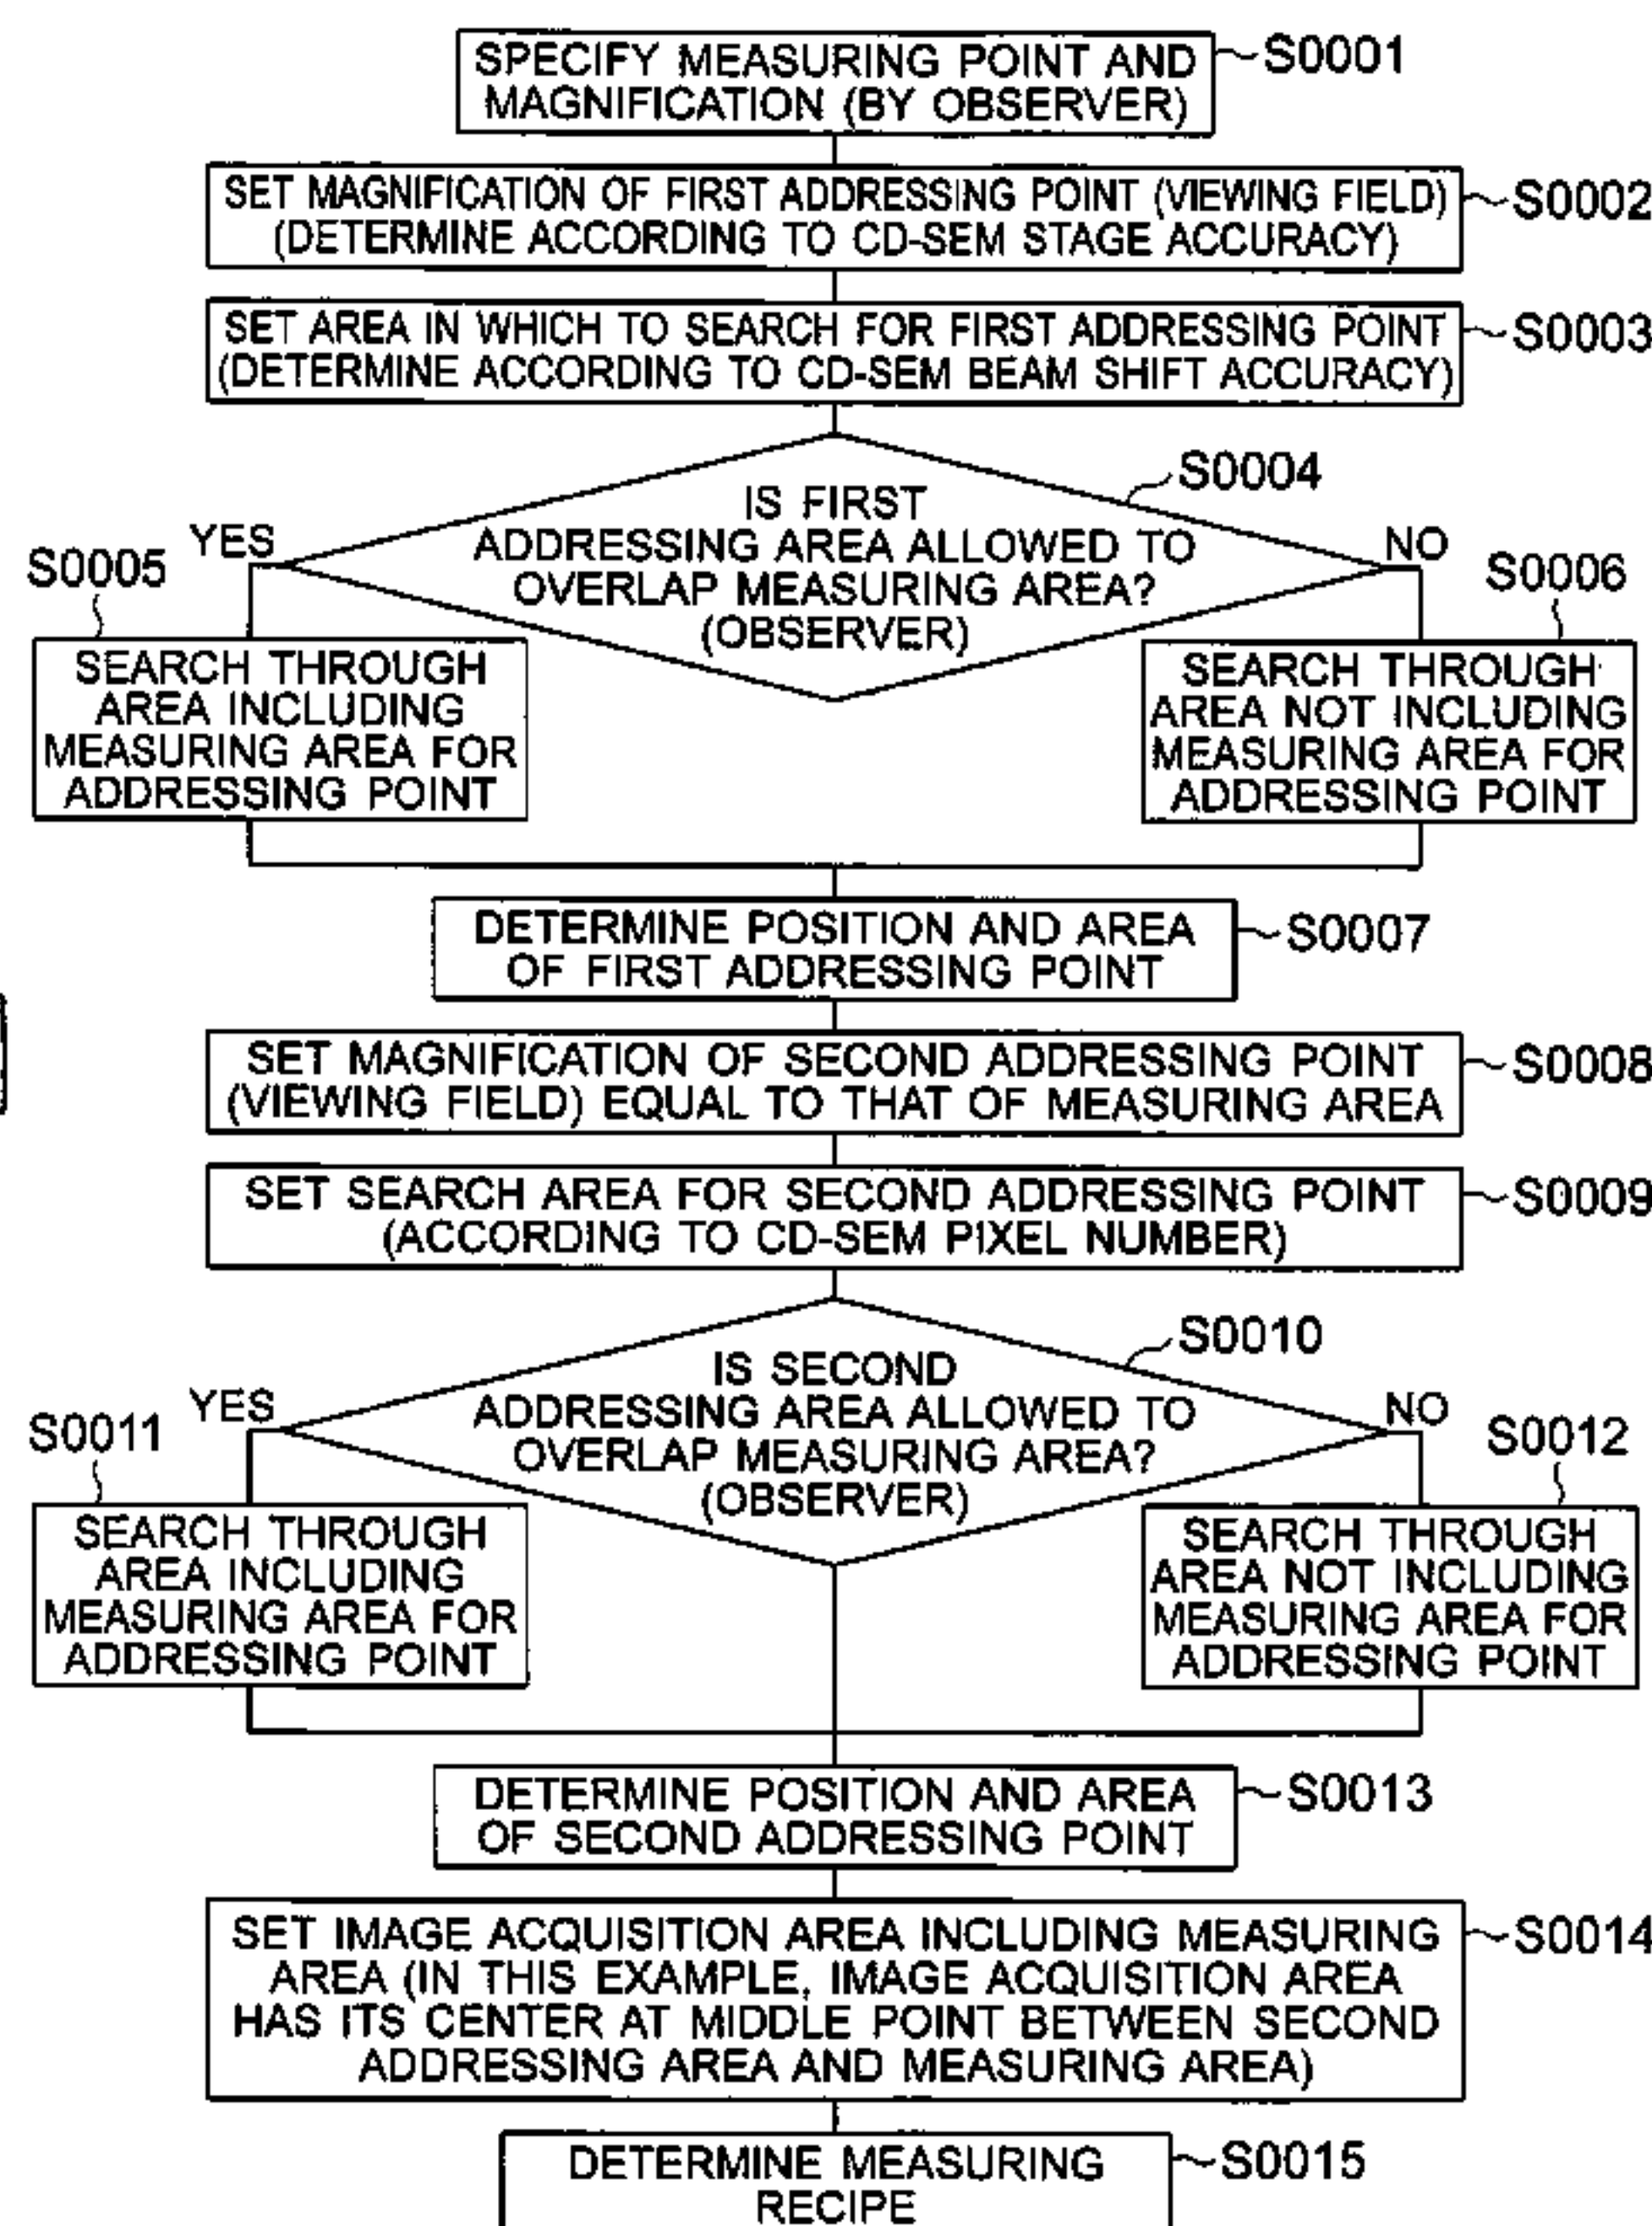 SPECIFY MEASURING POINT AND
MAGNIFICATION (BY OBSERVER)
S0001
SET MAGNIFICATION OF FIRST ADDRESSING POINT (VIEWING FIELD)
(DETERMINE ACCORDING TO CD-SEM STAGE ACCURACY)
S0002
SET AREA IN WHICH TO SEARCH FOR FIRST ADDRESSING POINT
(DETERMINE ACCORDING TO CD-SEM BEAM SHIFT ACCURACY)
S0003
IS FIRST
ADDRESSING AREA ALLOWED TO
OVERLAP MEASURING AREA?
(OBSERVER)
S0004
YES
NO
S0005
SEARCH THROUGH
AREA INCLUDING
MEASURING AREA FOR
ADDRESSING POINT
S0006
SEARCH THROUGH
AREA NOT INCLUDING
MEASURING AREA FOR
ADDRESSING POINT
DETERMINE POSITION AND AREA
OF FIRST ADDRESSING POINT
S0007
SET MAGNIFICATION OF SECOND ADDRESSING POINT
(VIEWING FIELD) EQUAL TO THAT OF MEASURING AREA
S0008
SET SEARCH AREA FOR SECOND ADDRESSING POINT
(ACCORDING TO CD-SEM PIXEL NUMBER)
S0009
IS SECOND
ADDRESSING AREA ALLOWED TO
OVERLAP MEASURING AREA?
(OBSERVER)
S0010
YES
NO
S0011
SEARCH THROUGH
AREA INCLUDING
MEASURING AREA FOR
ADDRESSING POINT
S0012
SEARCH THROUGH
AREA NOT INCLUDING
MEASURING AREA FOR
ADDRESSING POINT
DETERMINE POSITION AND AREA
OF SECOND ADDRESSING POINT
S0013
SET IMAGE ACQUISITION AREA INCLUDING MEASURING
AREA (IN THIS EXAMPLE, IMAGE ACQUISITION AREA
HAS ITS CENTER AT MIDDLE POINT BETWEEN SECOND
ADDRESSING AREA AND MEASURING AREA)
S0014
DETERMINE MEASURING
RECIPE
S0015